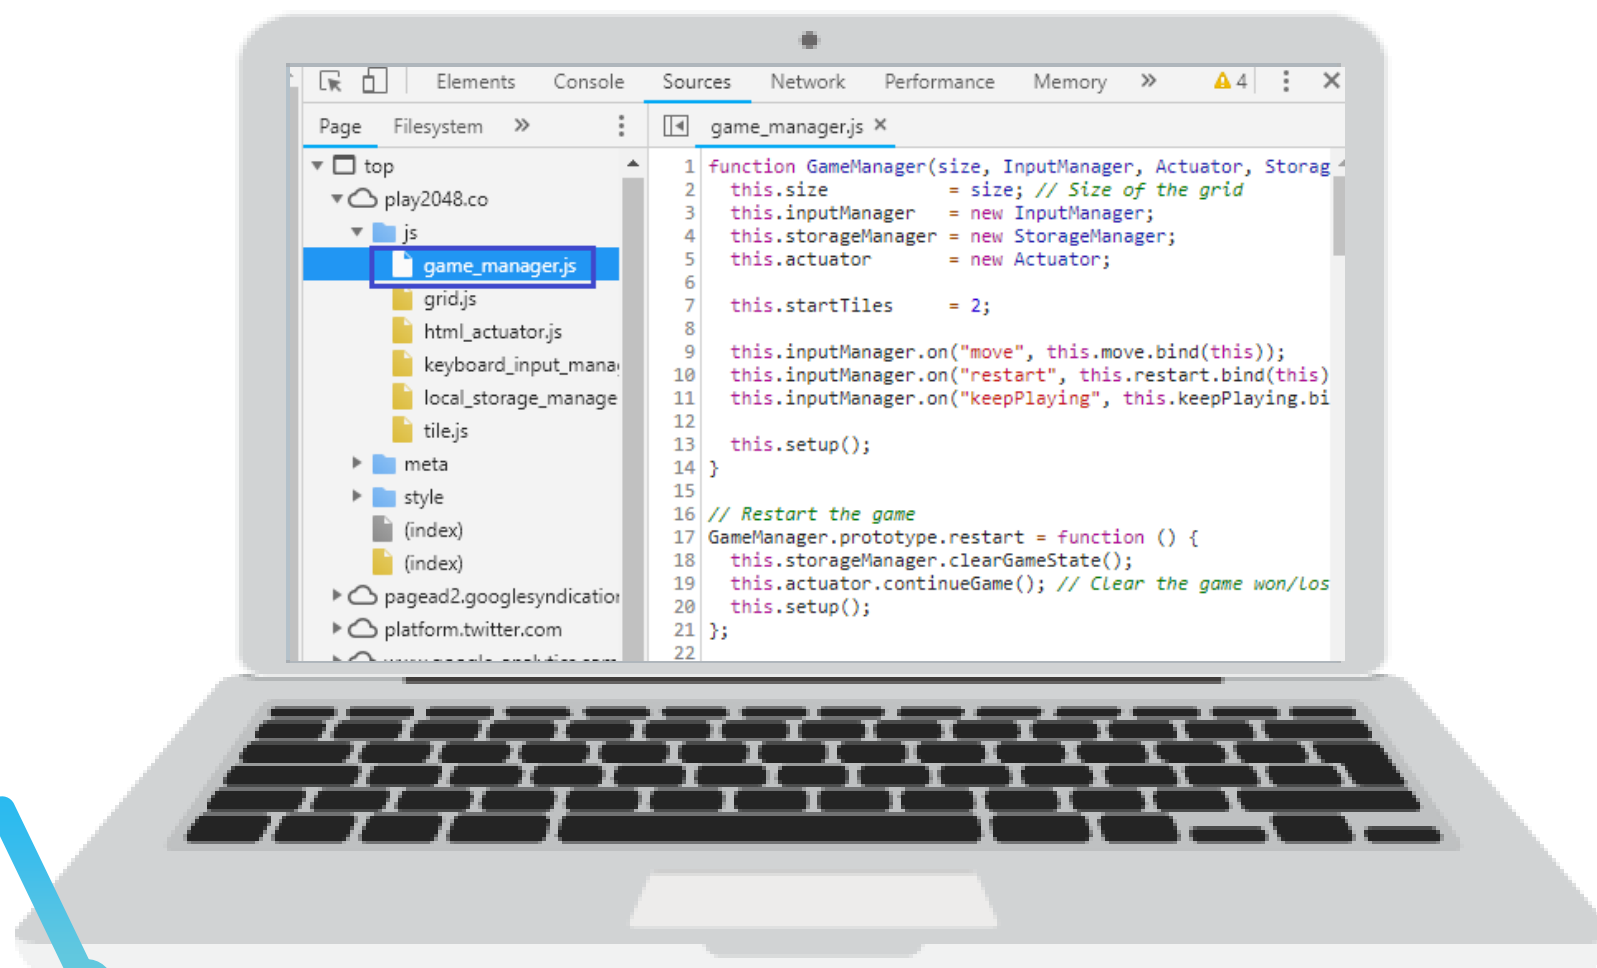 Elements Console Sources Network Performance Memory » 4
Page Filesystem »
game_manager.js ×
top
play2048.co
js
game_manager.js
grid.js
html_actuator.js
keyboard_input_mana
local_storage_manage
tile.js
meta
style
(index)
(index)
pagead2.googlesyndication
platform.twitter.com
1 function GameManager(size, InputManager, Actuator, Storag
2 this.size = size; // Size of the grid
3 this.inputManager = new InputManager;
4 this.storageManager = new StorageManager;
5 this.actuator = new Actuator;
6
7 this.startTiles = 2;
8
9 this.inputManager.on("move", this.move.bind(this));
10 this.inputManager.on("restart", this.restart.bind(this)
11 this.inputManager.on("keepPlaying", this.keepPlaying.bi
12
13 this.setup();
14 }
15
16 // Restart the game
17 GameManager.prototype.restart = function () {
18 this.storageManager.clearGameState();
19 this.actuator.continueGame(); // Clear the game won/los
20 this.setup();
21 };
22